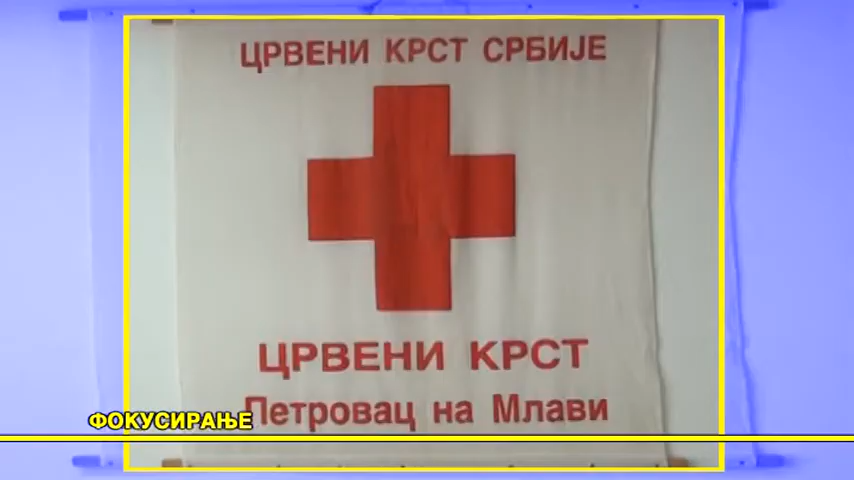 ЦРВЕНИ КРСТ СРБИЈЕ
ЦРВЕНИ КРСТ
Петровац на Млави
ФОКУСИРАЊЕ